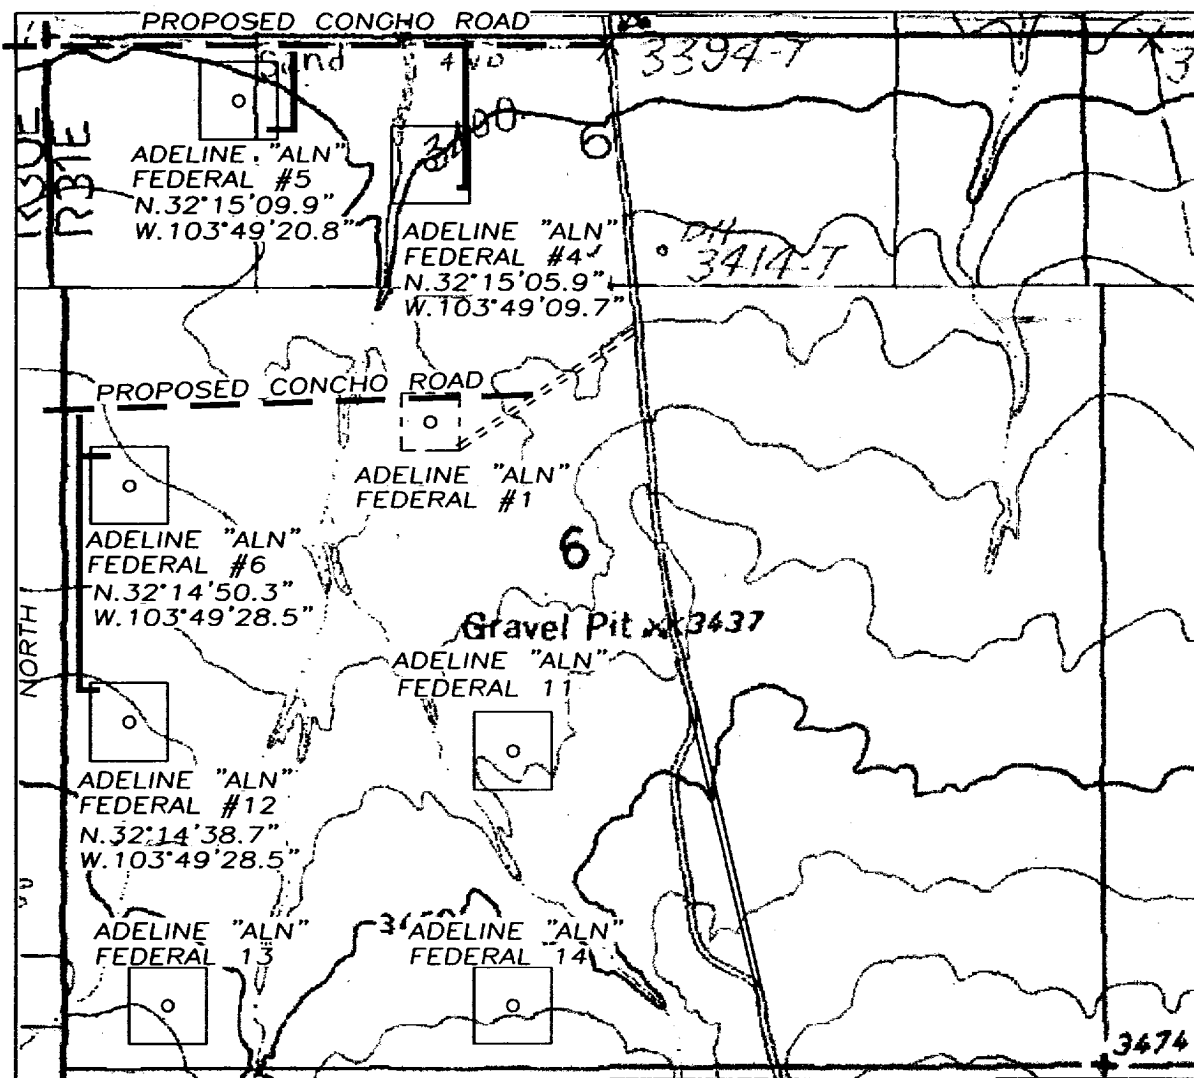 PROPOSED CONCHO ROAD
3394-T
R30E
R31E
3400
6
ADELINE "ALN"
FEDERAL #5
N.32°15'09.9"
W.103°49'20.8"
ADELINE "ALN"
FEDERAL #4
N.32°15'05.9"
W.103°49'09.7"
3414-T
PROPOSED CONCHO ROAD
ADELINE "ALN"
FEDERAL #1
ADELINE "ALN"
FEDERAL #6
N.32°14'50.3"
W.103°49'28.5"
6
NORTH
Gravel Pit 3437
ADELINE "ALN"
FEDERAL 11
ADELINE "ALN"
FEDERAL #12
N.32°14'38.7"
W.103°49'28.5"
ADELINE "ALN"
FEDERAL 13
ADELINE "ALN"
FEDERAL 14
3474